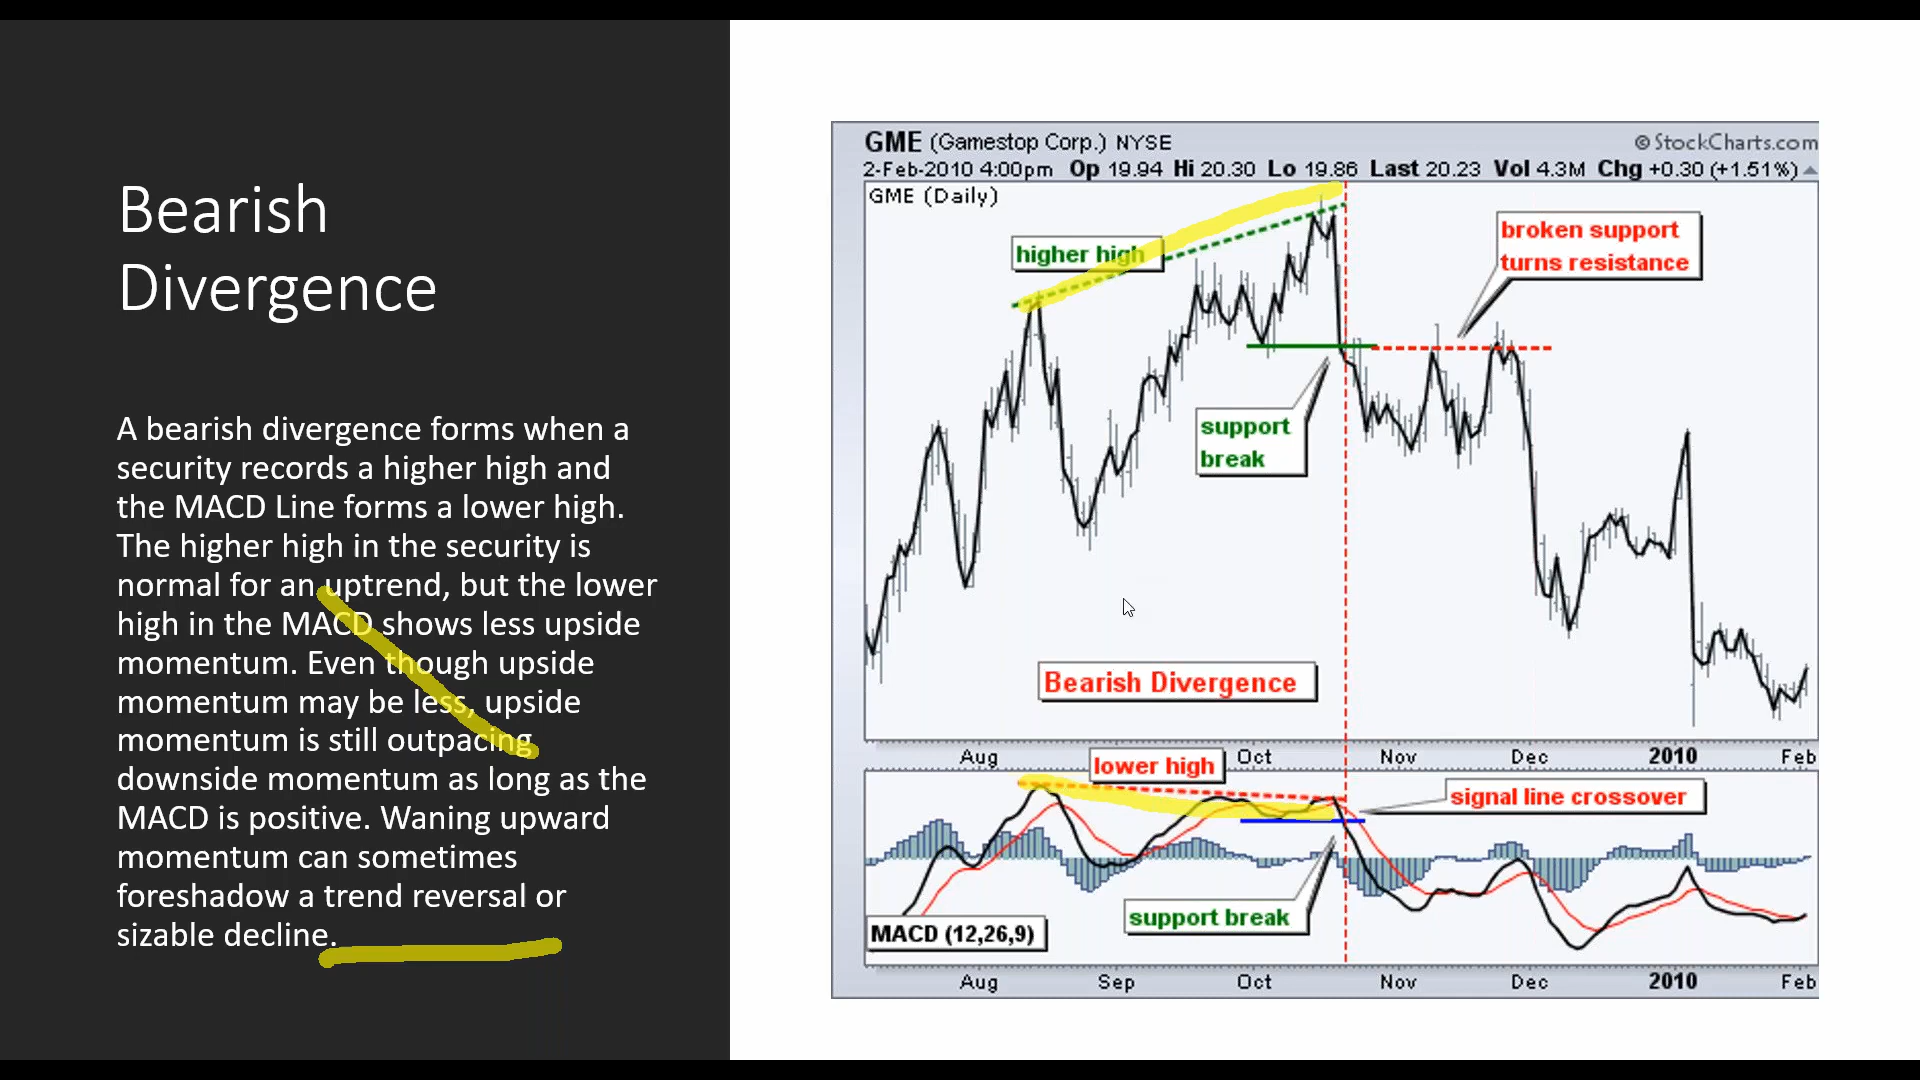 Bearish
Divergence
A bearish divergence forms when a
security records a higher high and
the MACD Line forms a lower high.
The higher high in the security is
normal for an uptrend, but the lower
high in the MACD shows less upside
momentum. Even though upside
momentum may be less, upside
momentum is still outpacing
downside momentum as long as the
MACD is positive. Waning upward
momentum can sometimes
foreshadow a trend reversal or
sizable decline.
GME (Gamestop Corp.) NYSE
© StockCharts.com
2-Feb-2010 4:00pm Op 19.94 Hi 20.30 Lo 19.86 Last 20.23 Vol 4.3M Chg +0.30 (+1.51%)
GME (Daily)
higher high
broken support
turns resistance
support
break
Bearish Divergence
Aug Oct Nov Dec 2010 Feb
lower high
signal line crossover
support break
MACD (12,26,9)
Aug Sep Oct Nov Dec 2010 Feb